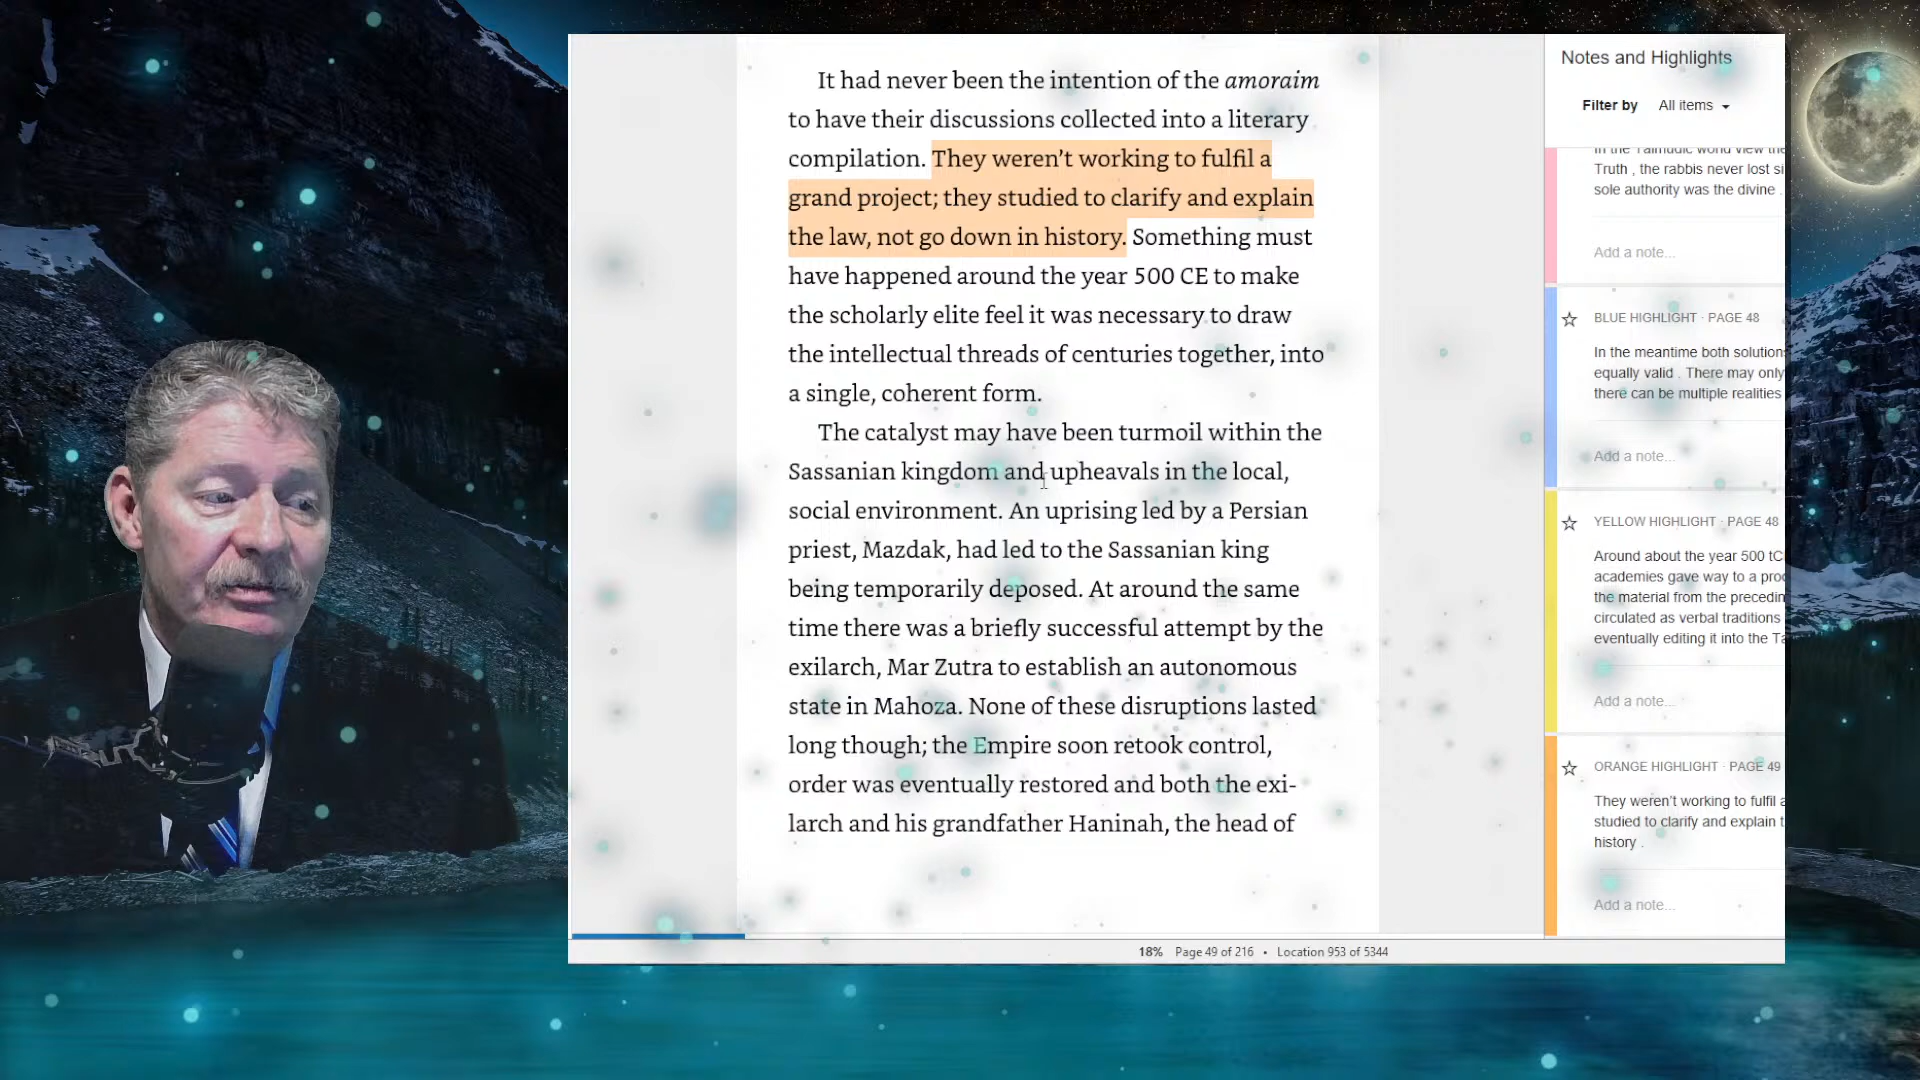 It had never been the intention of the amoraim
to have their discussions collected into a literary
compilation. They weren't working to fulfil a
grand project; they studied to clarify and explain
the law, not go down in history. Something must
have happened around the year 500 CE to make
the scholarly elite feel it was necessary to draw
the intellectual threads of centuries together, into
a single, coherent form.
The catalyst may have been turmoil within the
Sassanian kingdom and upheavals in the local,
social environment. An uprising led by a Persian
priest, Mazdak, had led to the Sassanian king
being temporarily deposed. At around the same
time there was a briefly successful attempt by the
exilarch, Mar Zutra to establish an autonomous
state in Mahoza. None of these disruptions lasted
long though; the Empire soon retook control,
order was eventually restored and both the exi-
larch and his grandfather Haninah, the head of
18% Page 49 of 216 • Location 953 of 5344
Notes and Highlights
Filter by All items
In the Talmudic world view the
Truth , the rabbis never lost si
sole authority was the divine
Add a note...
BLUE HIGHLIGHT · PAGE 48
In the meantime both solution
equally valid . There may only
there can be multiple realities
Add a note...
YELLOW HIGHLIGHT · PAGE 48
Around about the year 500 tC
academies gave way to a pro
the material from the precedin
circulated as verbal traditions
eventually editing it into the Ta
Add a note...
ORANGE HIGHLIGHT · PAGE 49
They weren't working to fulfil a
studied to clarify and explain t
history .
Add a note...